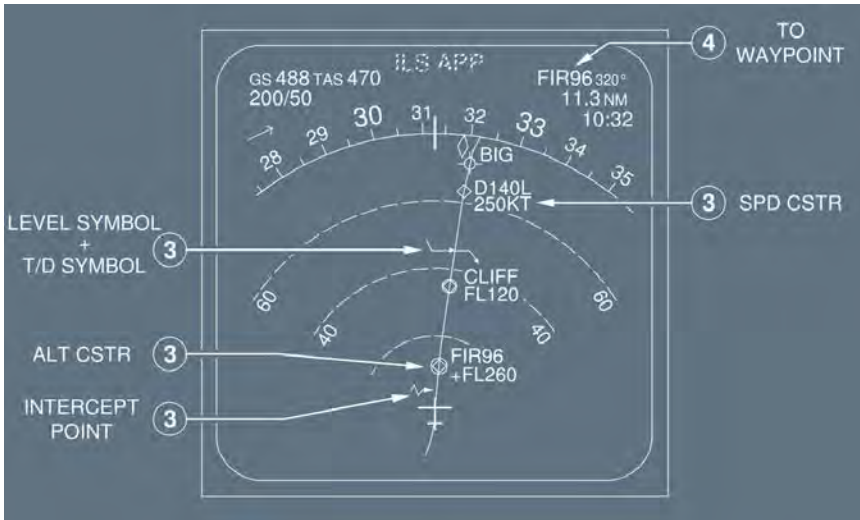 4
TO
WAYPOINT
ILS APP
GS 488 TAS 470
200/50
FIR96 320°
11.3 NM
10:32
28
29
30
31
32
33
34
35
BIG
D140L
250KT
3
SPD CSTR
LEVEL SYMBOL
+
T/D SYMBOL
3
CLIFF
FL120
60
60
40
40
ALT CSTR
3
FIR96
+FL260
INTERCEPT
POINT
3